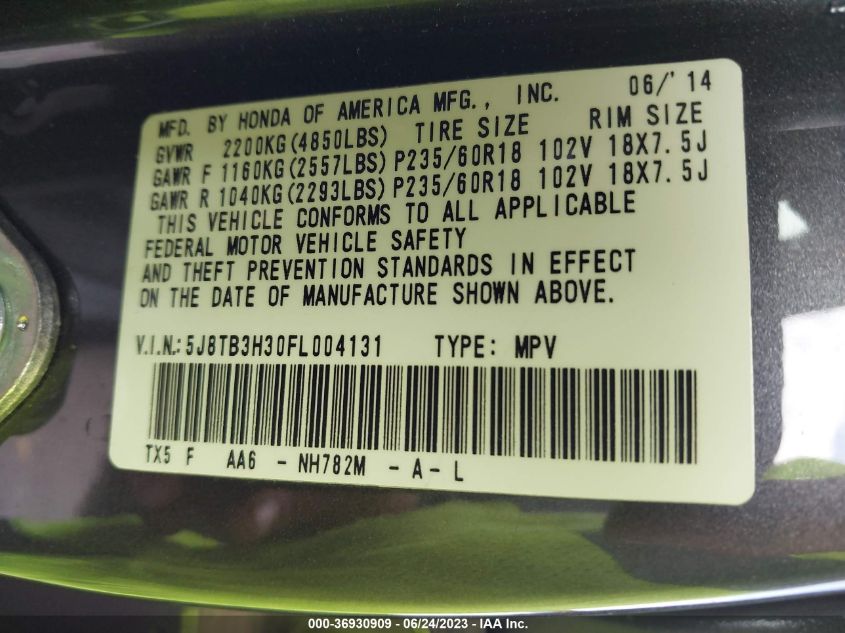 MFD. BY HONDA OF AMERICA MFG., INC. 06/'14
GVWR 2200KG(4850LBS) TIRE SIZE RIM SIZE
GAWR F 1160KG(2557LBS) P235/60R18 102V 18X7.5J
GAWR R 1040KG(2293LBS) P235/60R18 102V 18X7.5J
THIS VEHICLE CONFORMS TO ALL APPLICABLE
FEDERAL MOTOR VEHICLE SAFETY
AND THEFT PREVENTION STANDARDS IN EFFECT
ON THE DATE OF MANUFACTURE SHOWN ABOVE.
V.I.N.: 5J8TB3H30FL004131 TYPE: MPV
TX5 F AA6 - NH782M - A - L
000-36930909 - 06/24/2023 - IAA Inc.